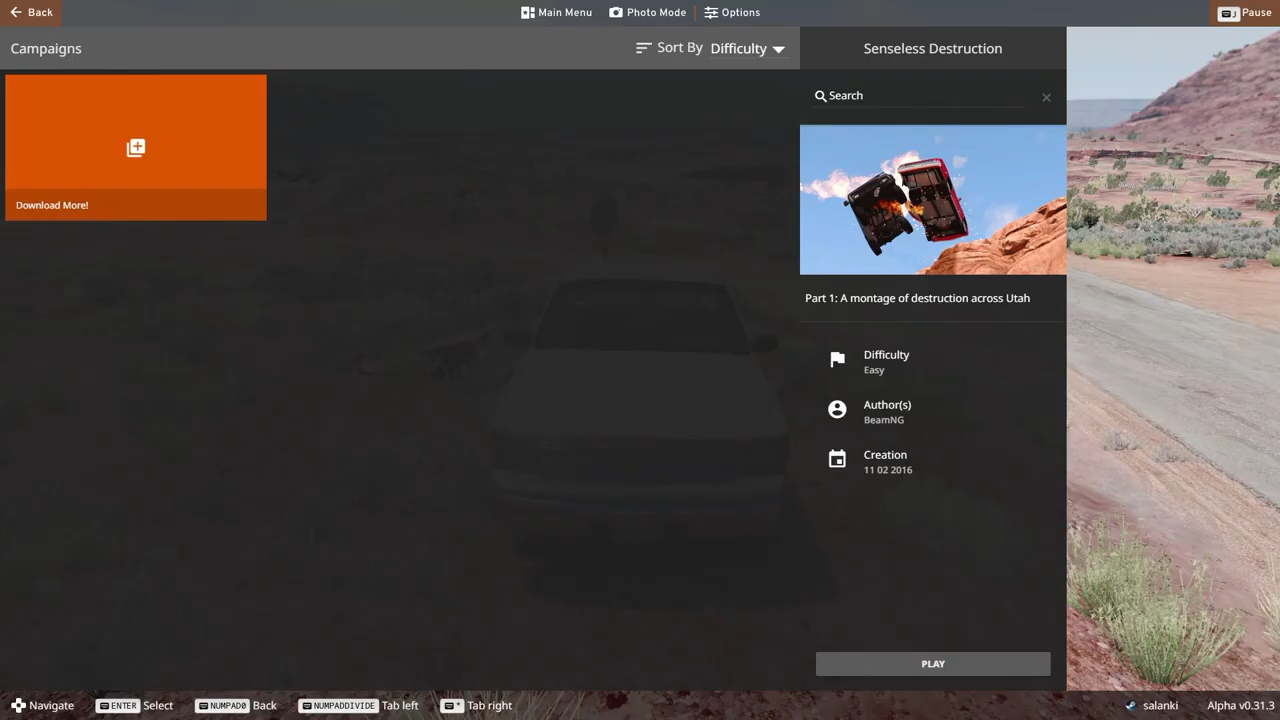 Back
Main Menu
Photo Mode
Options
J Pause
Campaigns
Sort By Difficulty
Senseless Destruction
Search
Download More!
Part 1: A montage of destruction across Utah
Difficulty
Easy
Author(s)
BeamNG
Creation
11 02 2016
PLAY
Navigate
ENTER Select
NUMPAD0 Back
NUMPADDIVIDE Tab left
* Tab right
salanki
Alpha v0.31.3